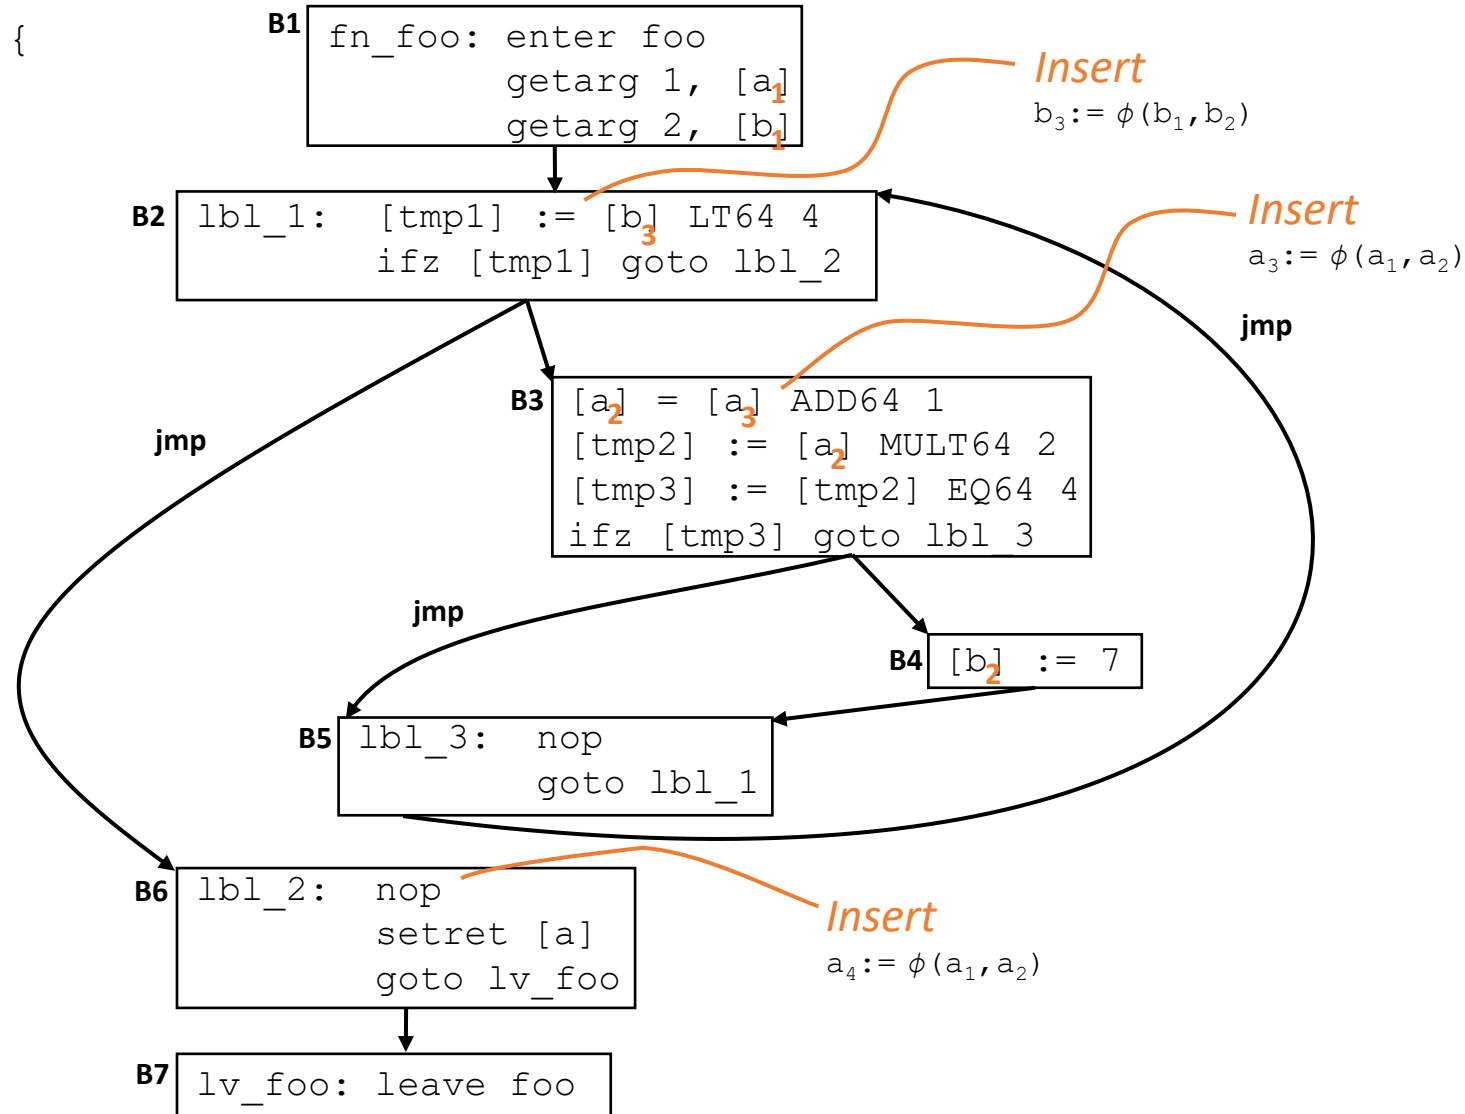 {
B1
fn_foo: enter foo
getarg 1, [a₁]
getarg 2, [b₁]
Insert
b₃:= ϕ(b₁,b₂)
B2
lbl_1: [tmp1] := [b₃] LT64 4
ifz [tmp1] goto lbl_2
Insert
a₃:= ϕ(a₁,a₂)
jmp
B3
[a₂] = [a₃] ADD64 1
[tmp2] := [a₂] MULT64 2
[tmp3] := [tmp2] EQ64 4
ifz [tmp3] goto lbl_3
jmp
jmp
B4
[b₂] := 7
B5
lbl_3: nop
goto lbl_1
B6
lbl_2: nop
setret [a]
goto lv_foo
Insert
a₄:= ϕ(a₁,a₂)
B7
lv_foo: leave foo